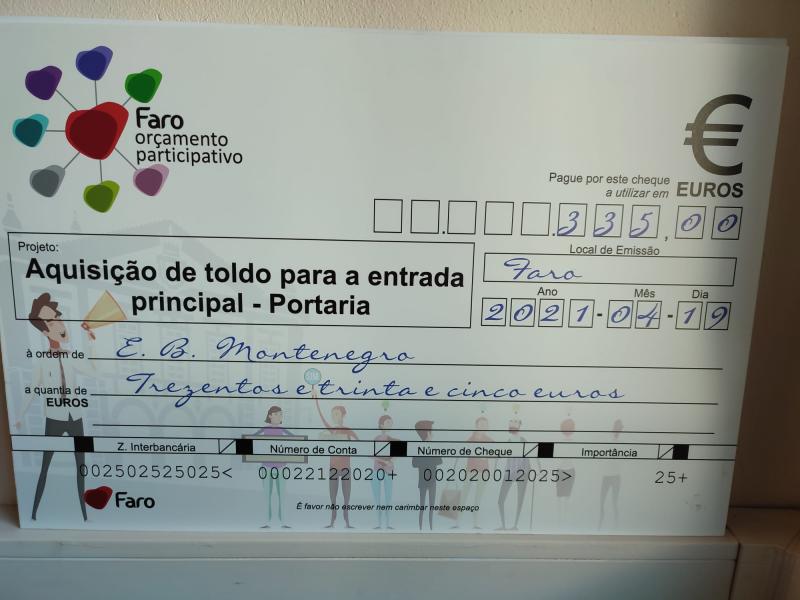 Faro
orçamento
participativo
€
Pague por este cheque
a utilizar em EUROS
335,00
Projeto:
Aquisição de toldo para a entrada
principal - Portaria
Local de Emissão
Faro
Ano Mês Dia
2021-04-19
à ordem de E. B. Montenegro
a quantia de Trezentos e trinta e cinco euros
EUROS
SIM
Z. Interbancária Número de Conta Número de Cheque Importância
002502525025< 00022122020+ 002020012025> 25+
Faro
É favor não escrever nem carimbar neste espaço